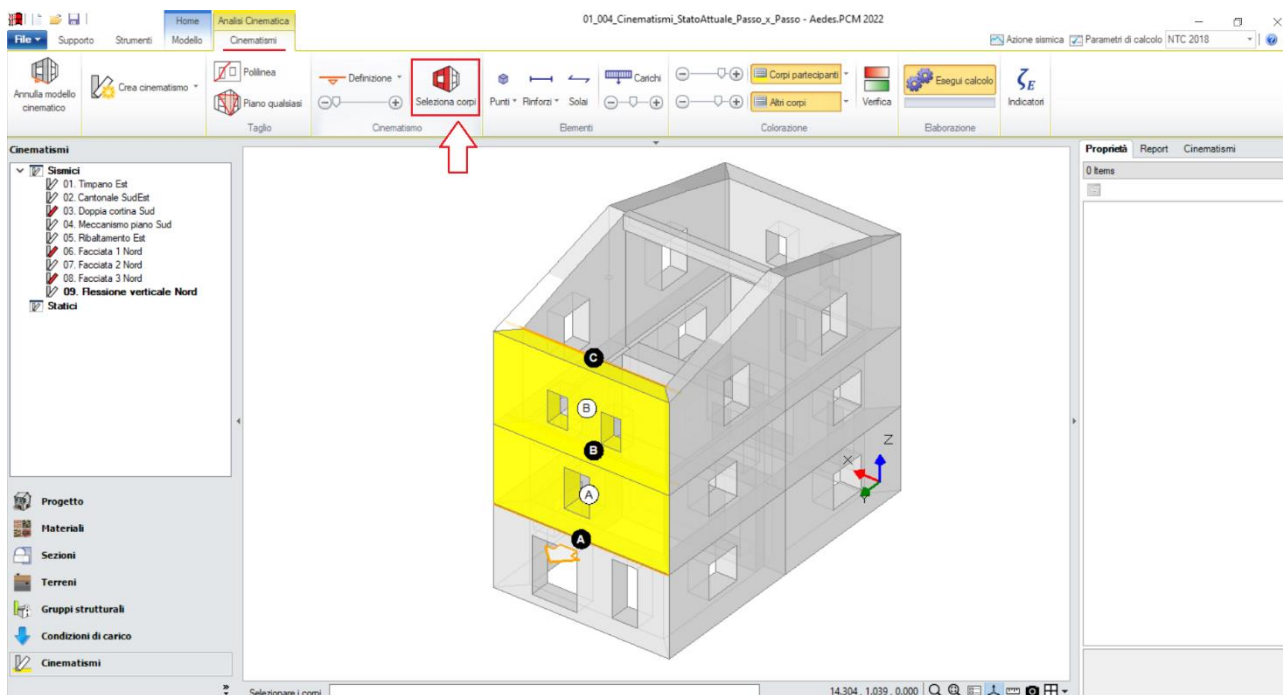 01_004_Cinematismi_StatoAttuale_Passo_x_Passo - Aedes.PCM 2022
Home
Analisi Cinematica
File
Supporto
Strumenti
Modello
Cinematismi
Azione sismica
Parametri di calcolo
NTC 2018
Annulla modello
cinematico
Crea cinematismo
Polilinea
Piano qualsiasi
Taglio
Definizione
Seleziona corpi
Cinematismo
Punti
Rinforzi
Solai
Carichi
Elementi
Corpi partecipanti
Altri corpi
Verifica
Colorazione
Esegui calcolo
Elaborazione
ζE
Indicatori
Cinematismi
Sismici
01. Timpano Est
02. Cantonale SudEst
03. Doppia cortina Sud
04. Meccanismo piano Sud
05. Ribaltamento Est
06. Facciata 1 Nord
07. Facciata 2 Nord
08. Facciata 3 Nord
09. Flessione verticale Nord
Statici
Progetto
Materiali
Sezioni
Terreni
Gruppi strutturali
Condizioni di carico
Cinematismi
C
B
B
A
A
Z
X
Y
Proprietà
Report
Cinematismi
0 Items
Selezionare i corpi
14.304 , 1.039 , 0.000